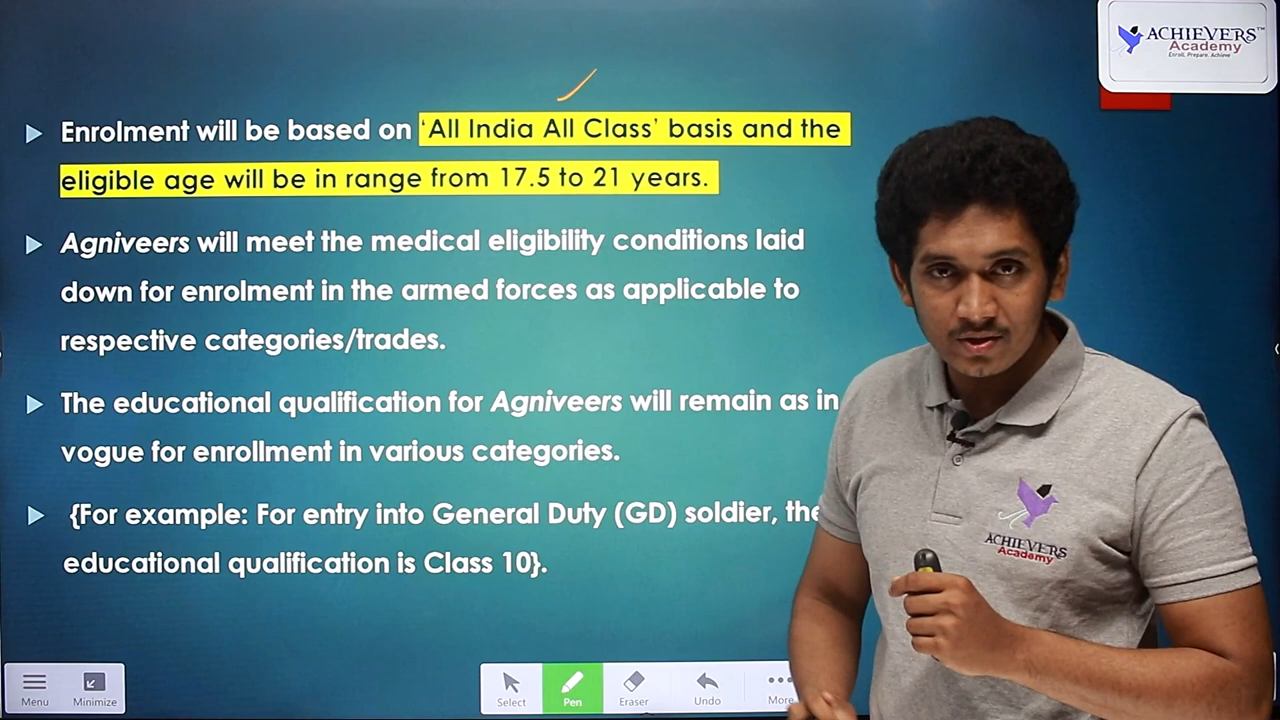 ACHIEVERS™
Academy
Enroll. Prepare. Achieve
Enrolment will be based on ‘All India All Class’ basis and the
eligible age will be in range from 17.5 to 21 years.
Agniveers will meet the medical eligibility conditions laid
down for enrolment in the armed forces as applicable to
respective categories/trades.
The educational qualification for Agniveers will remain as in
vogue for enrollment in various categories.
{For example: For entry into General Duty (GD) soldier, the
educational qualification is Class 10}.
ACHIEVERS
Academy
Menu
Minimize
Select
Pen
Eraser
Undo
More